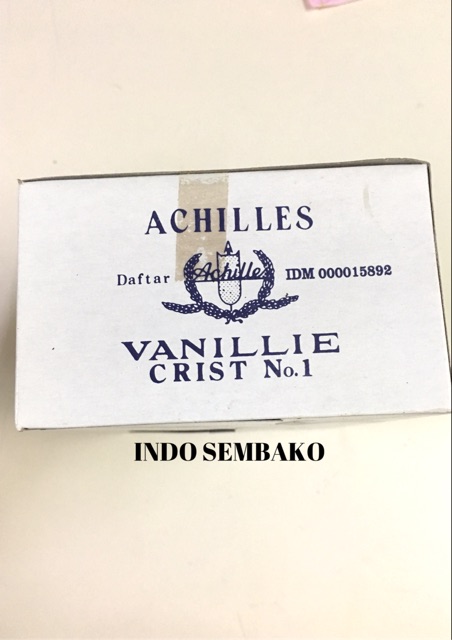 ACHILLES
Daftar Achilles IDM 000015892
VANILLIE
CRIST No.1
INDO SEMBAKO